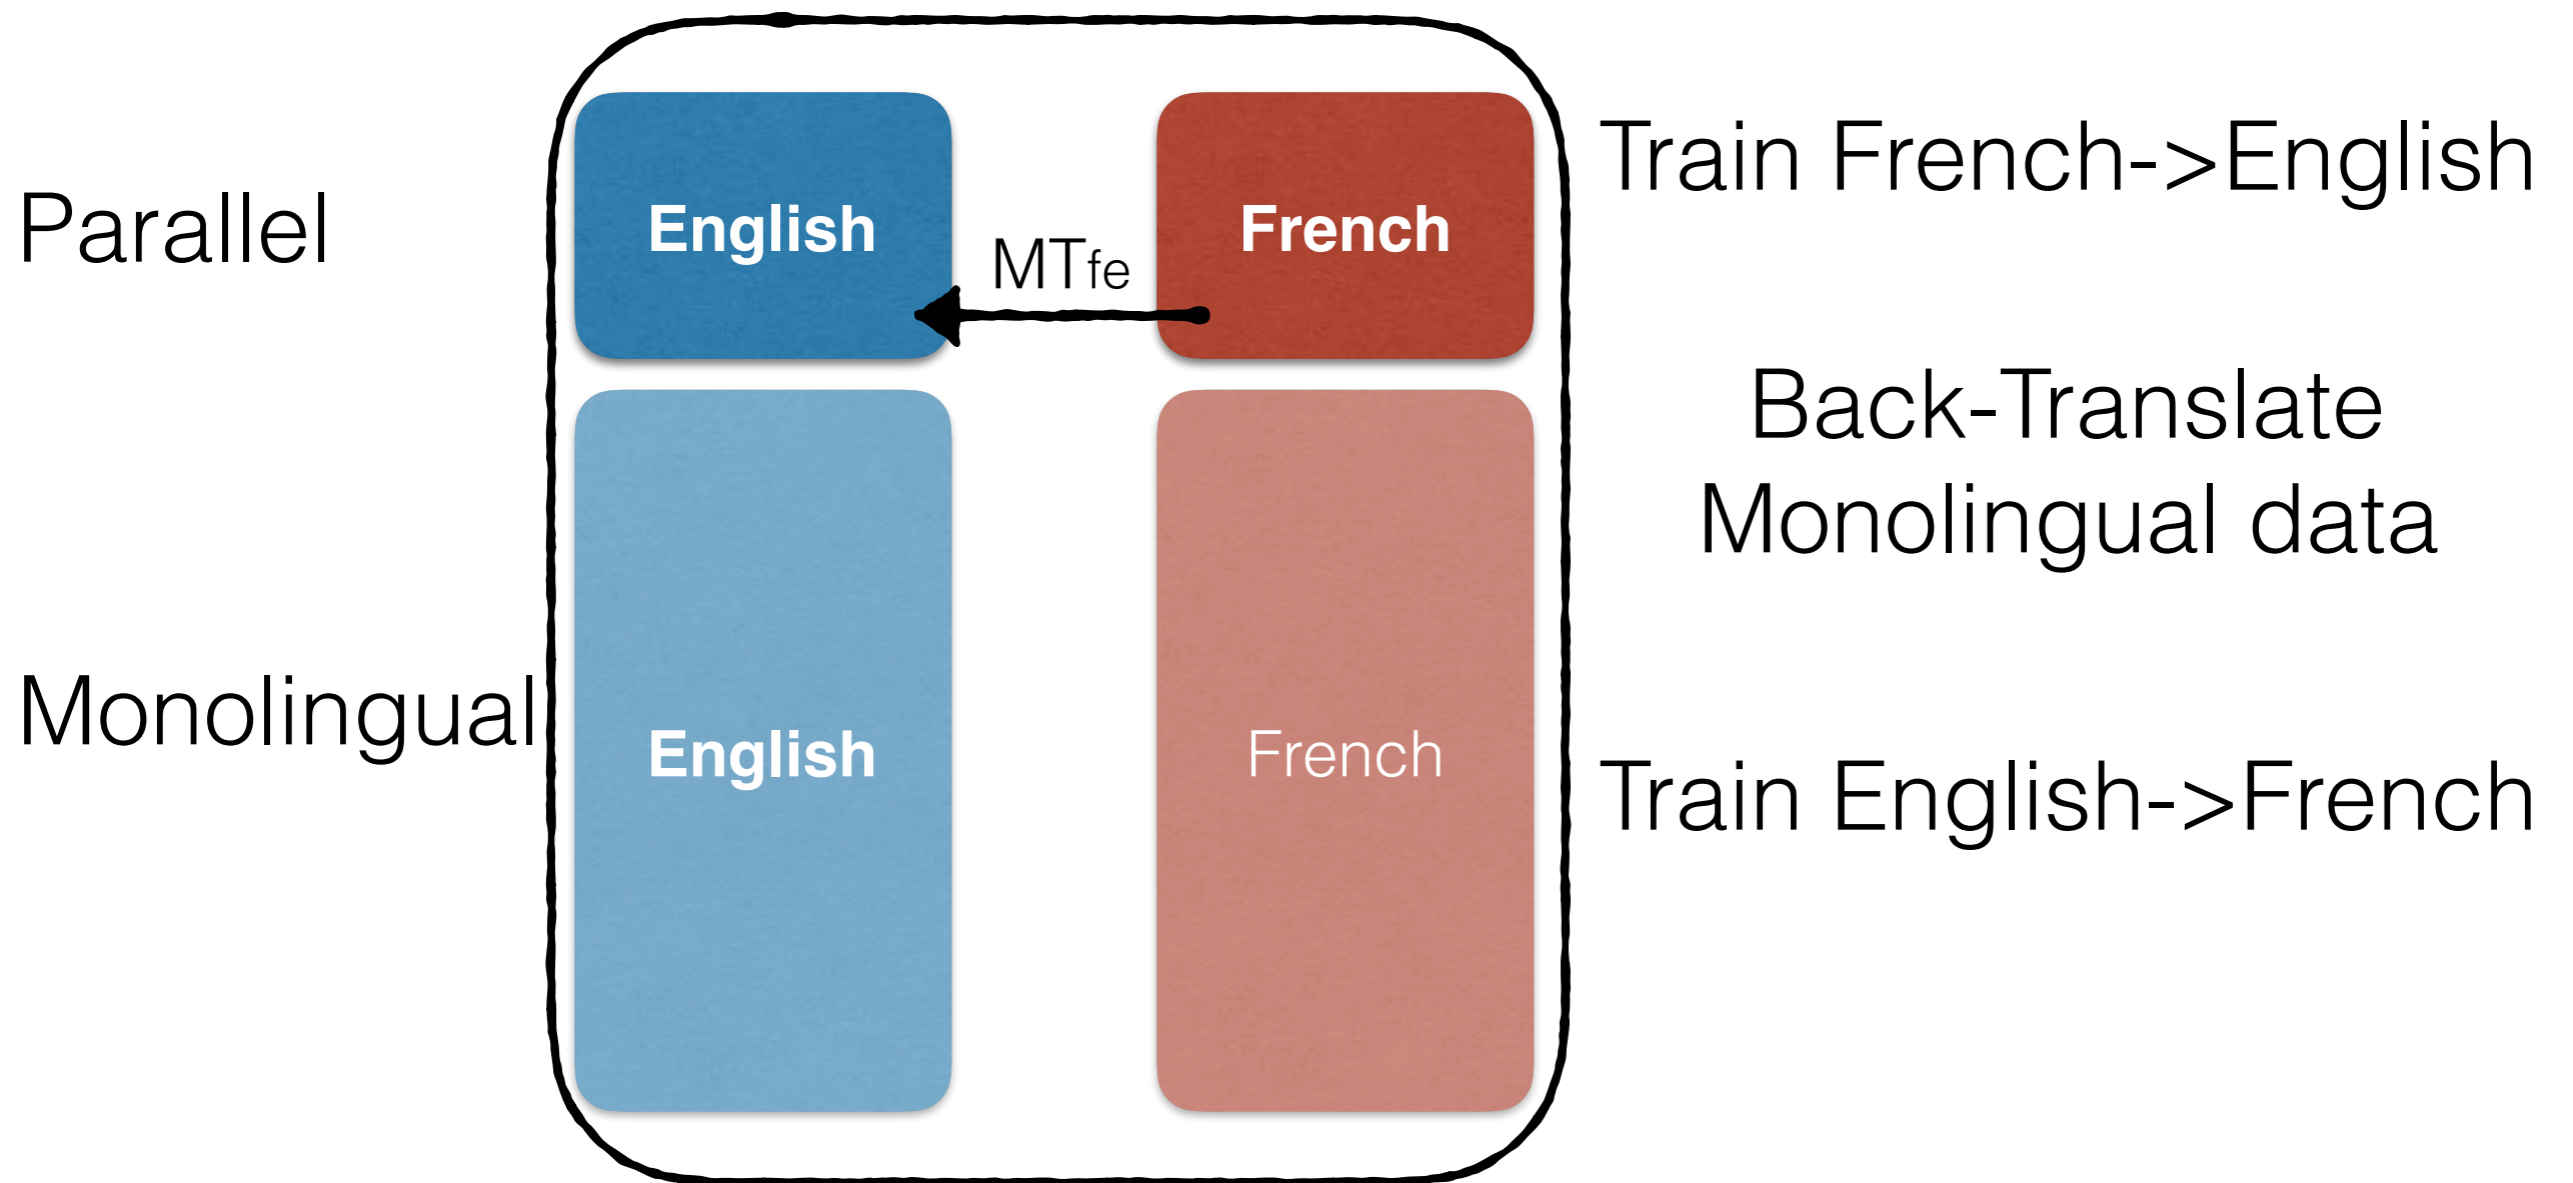 Parallel
English
MTfe
French
Train French->English
Back-Translate
Monolingual data
Monolingual
English
French
Train English->French